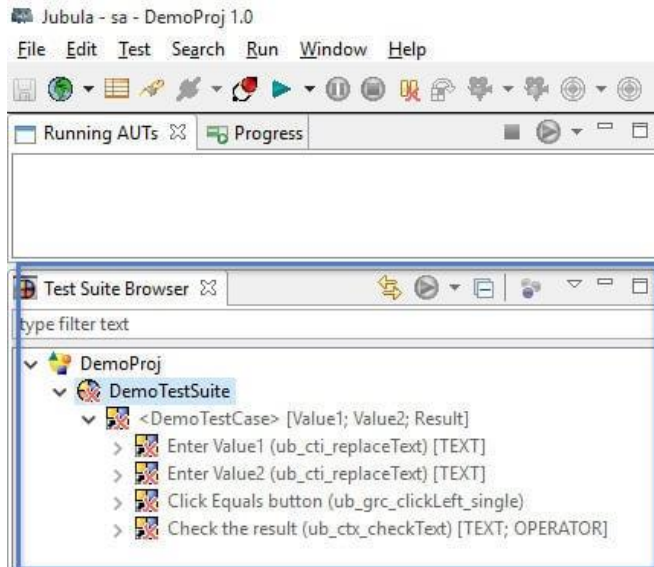 Jubula - sa - DemoProj 1.0
File Edit Test Search Run Window Help
Running AUTs Progress
Test Suite Browser
type filter text
DemoProj
DemoTestSuite
<DemoTestCase> [Value1; Value2; Result]
Enter Value1 (ub_cti_replaceText) [TEXT]
Enter Value2 (ub_cti_replaceText) [TEXT]
Click Equals button (ub_grc_clickLeft_single)
Check the result (ub_ctx_checkText) [TEXT; OPERATOR]